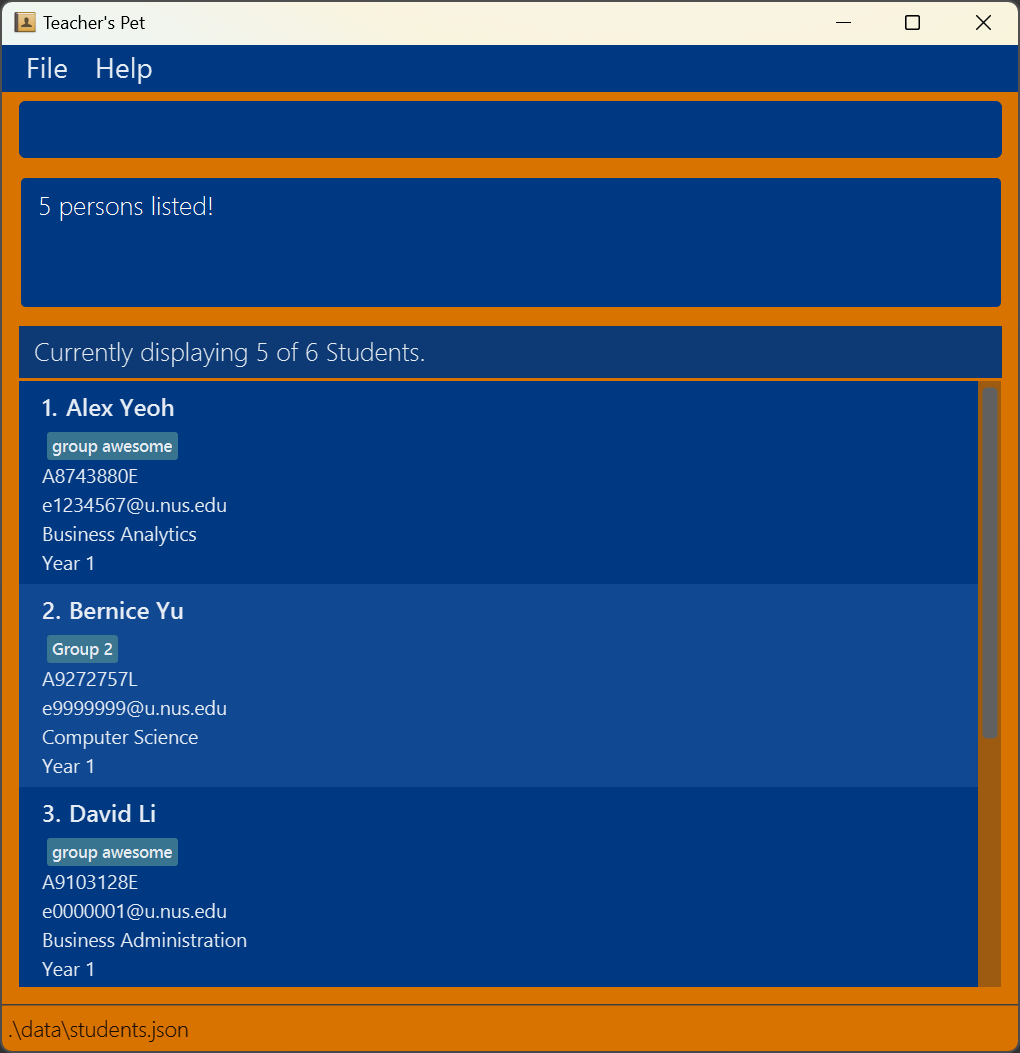 Teacher's Pet
File Help
5 persons listed!
Currently displaying 5 of 6 Students.
1. Alex Yeoh
group awesome
A8743880E
e1234567@u.nus.edu
Business Analytics
Year 1
2. Bernice Yu
Group 2
A9272757L
e9999999@u.nus.edu
Computer Science
Year 1
3. David Li
group awesome
A9103128E
e0000001@u.nus.edu
Business Administration
Year 1
.\data\students.json